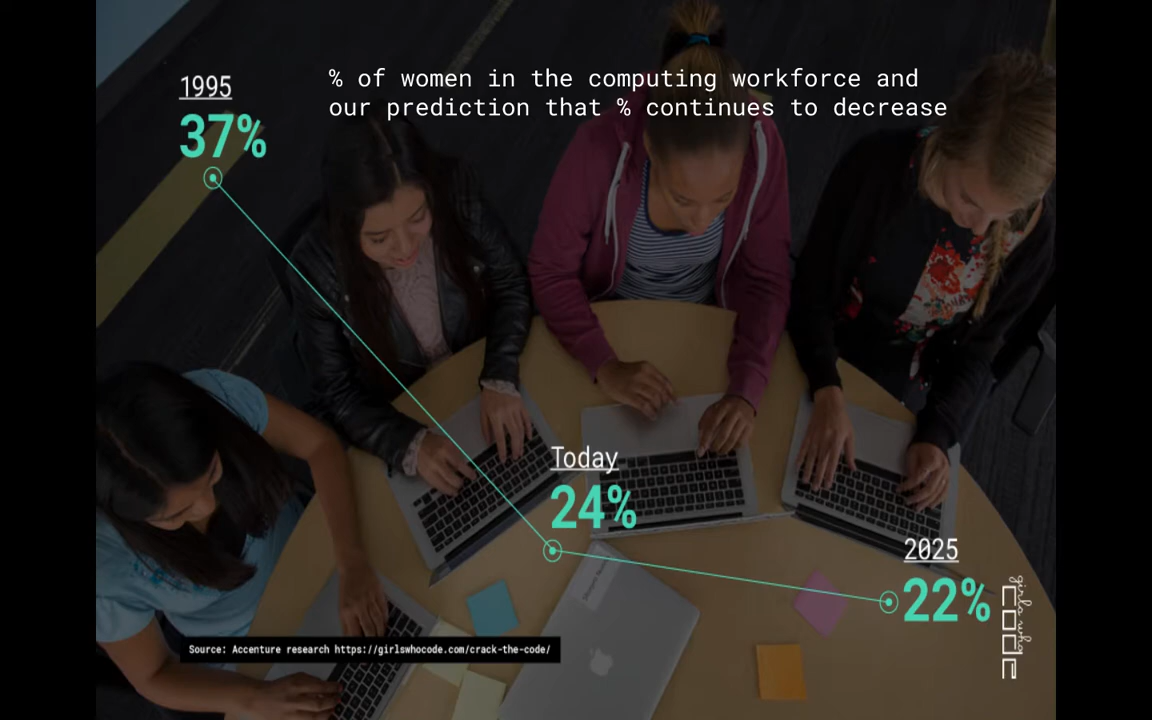 1995
37%
% of women in the computing workforce and
our prediction that % continues to decrease
Today
24%
2025
22%
girls who
code
Source: Accenture research https://girlswhocode.com/crack-the-code/